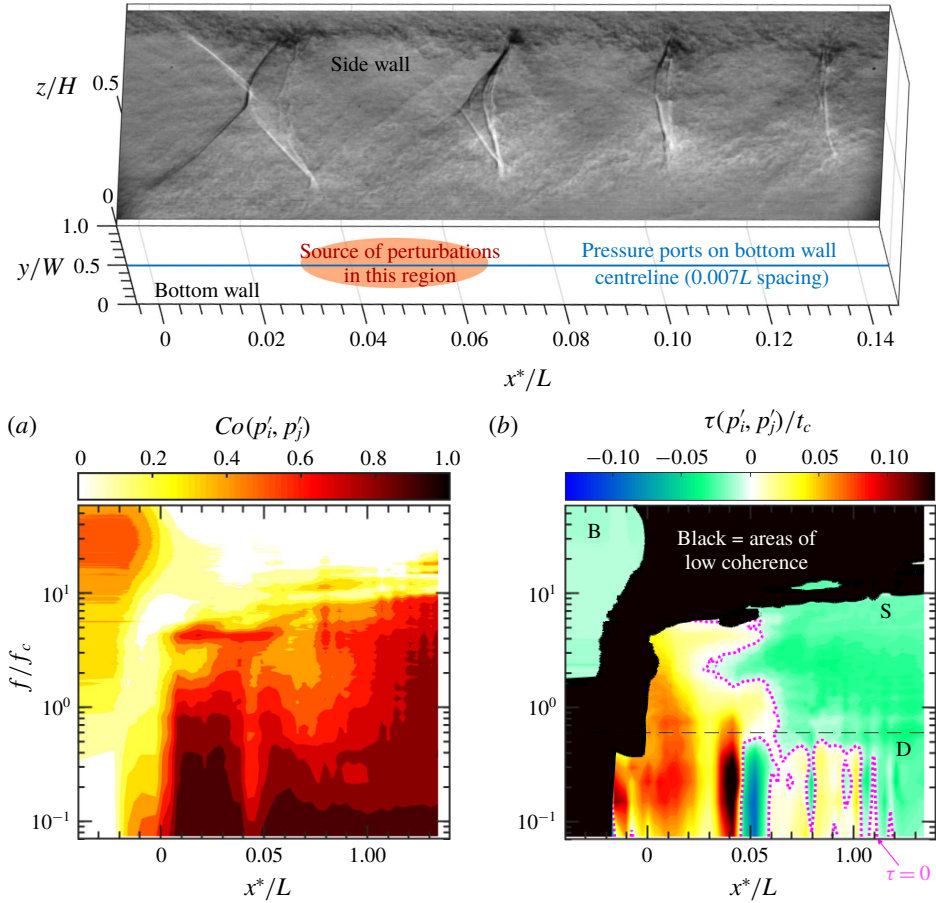 Side wall
z/H
0.5
0
1.0
y/W
0.5
0
Source of perturbations
in this region
Pressure ports on bottom wall
centreline (0.007L spacing)
Bottom wall
0 0.02 0.04 0.06 0.08 0.10 0.12 0.14
x*/L
(a) Co(p′i, p′j)
0 0.2 0.4 0.6 0.8 1.0
10¹
10⁰
10⁻¹
f/fc
0 0.05 1.00
x*/L
(b) τ(p′i, p′j)/tc
−0.10 −0.05 0 0.05 0.10
B
Black = areas of
low coherence
S
D
10¹
10⁰
10⁻¹
0 0.05 1.00
τ = 0
x*/L